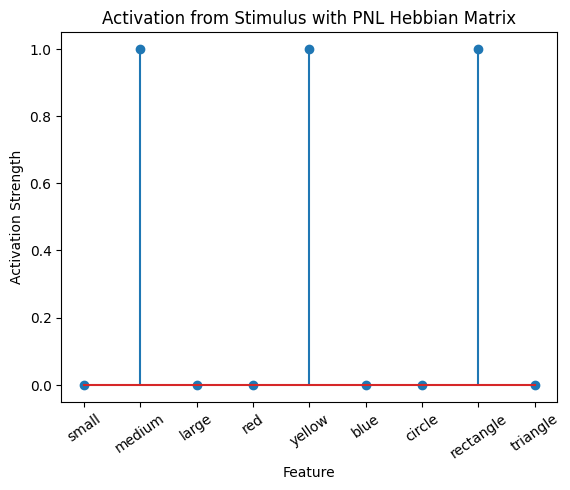 Activation from Stimulus with PNL Hebbian Matrix
1.0
0.8
0.6
0.4
0.2
0.0
Activation Strength
small medium large red yellow blue circle rectangle triangle
Feature